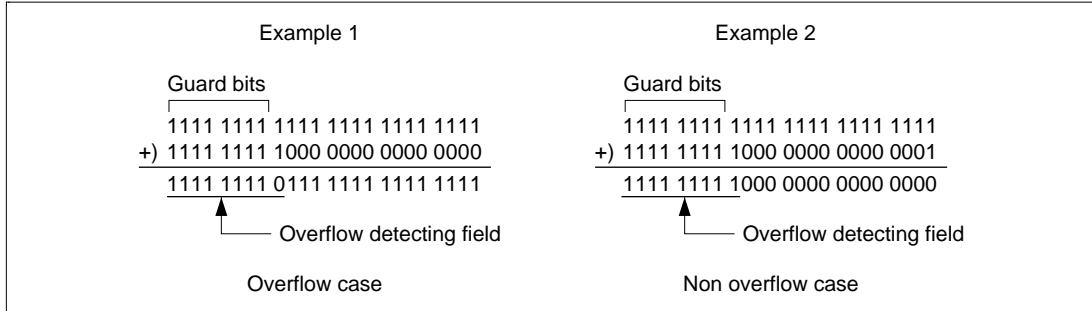 Example 1
Guard bits
1111 1111 1111 1111 1111 1111
+) 1111 1111 1000 0000 0000 0000
1111 1111 0111 1111 1111 1111
Overflow detecting field
Overflow case
Example 2
Guard bits
1111 1111 1111 1111 1111 1111
+) 1111 1111 1000 0000 0000 0001
1111 1111 1000 0000 0000 0000
Overflow detecting field
Non overflow case